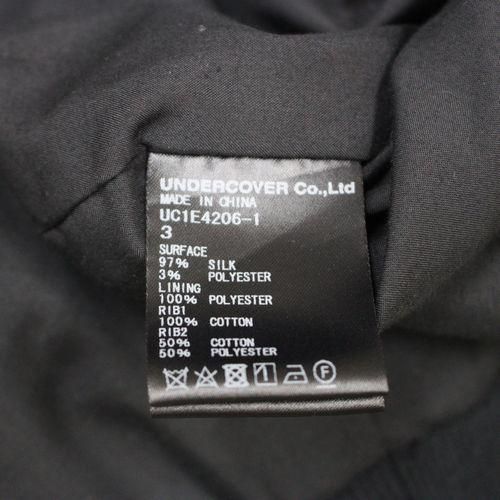 UNDERCOVER Co.,Ltd
MADE IN CHINA
UC1E4206-1
3
SURFACE
97% SILK
3% POLYESTER
LINING
100% POLYESTER
RIB1
100% COTTON
RIB2
50% COTTON
50% POLYESTER
F